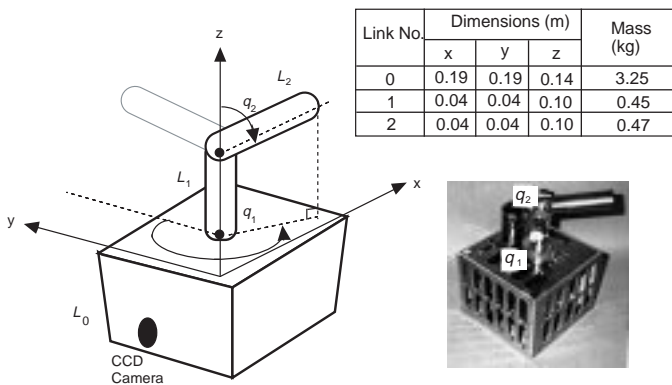 z
L2
q2
L1
q1
x
y
L0
CCD
Camera
Link No. Dimensions (m) Mass (kg)
x y z
0 0.19 0.19 0.14 3.25
1 0.04 0.04 0.10 0.45
2 0.04 0.04 0.10 0.47
q2
q1